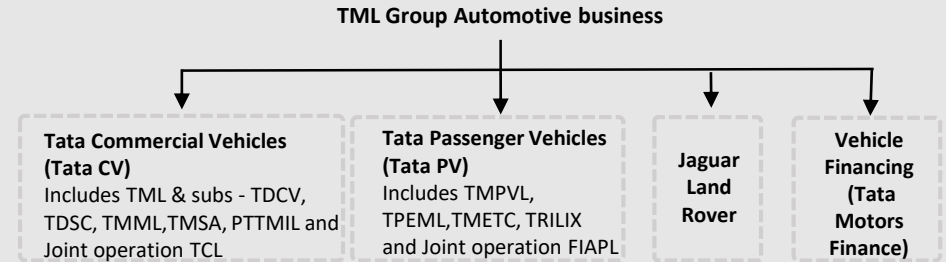 TML Group Automotive business
Tata Commercial Vehicles
(Tata CV)
Includes TML & subs - TDCV,
TDSC, TMML,TMSA, PTTMIL and
Joint operation TCL
Tata Passenger Vehicles
(Tata PV)
Includes TMPVL,
TPEML,TMETC, TRILIX
and Joint operation FIAPL
Jaguar
Land
Rover
Vehicle
Financing
(Tata
Motors
Finance)